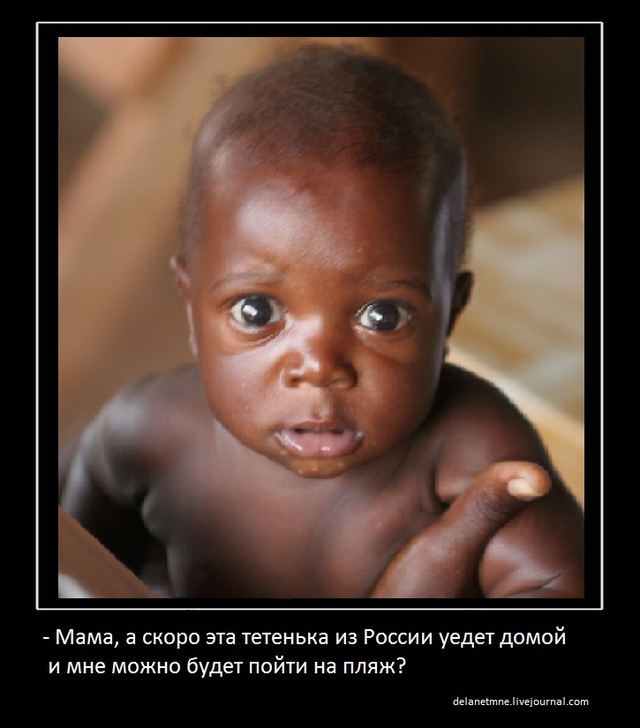 - Мама, а скоро эта тетенька из России уедет домой
и мне можно будет пойти на пляж?
delanetmne.livejournal.com